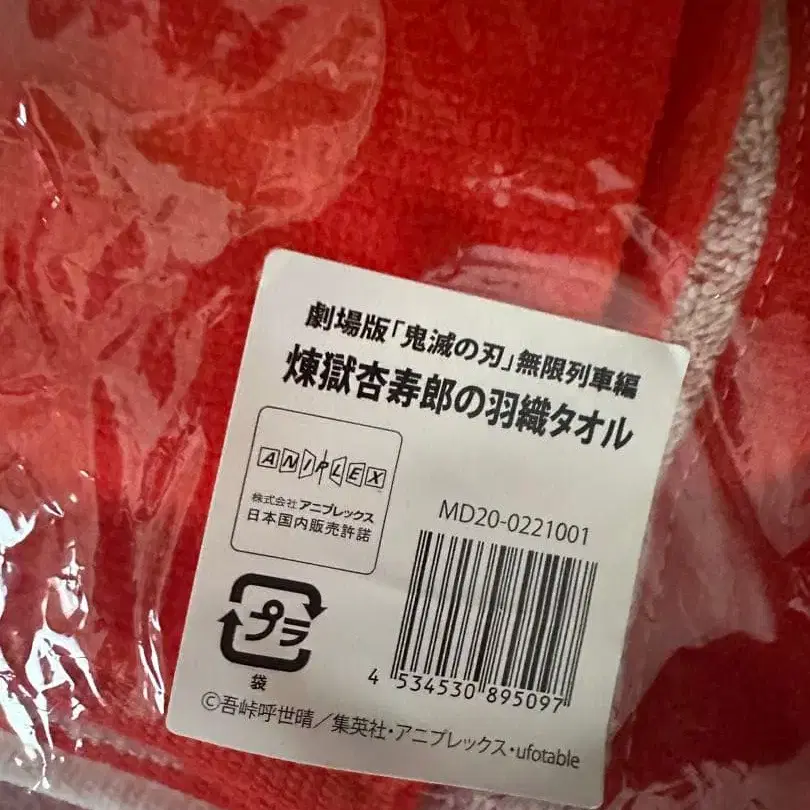 劇場版「鬼滅の刃」無限列車編
煉獄杏寿郎の羽織タオル
ANIPLEX
株式会社アニプレックス
日本国内販売許諾
MD20-0221001
プラ
袋
4 534530 895097
©吾峠呼世晴／集英社・アニプレックス・ufotable